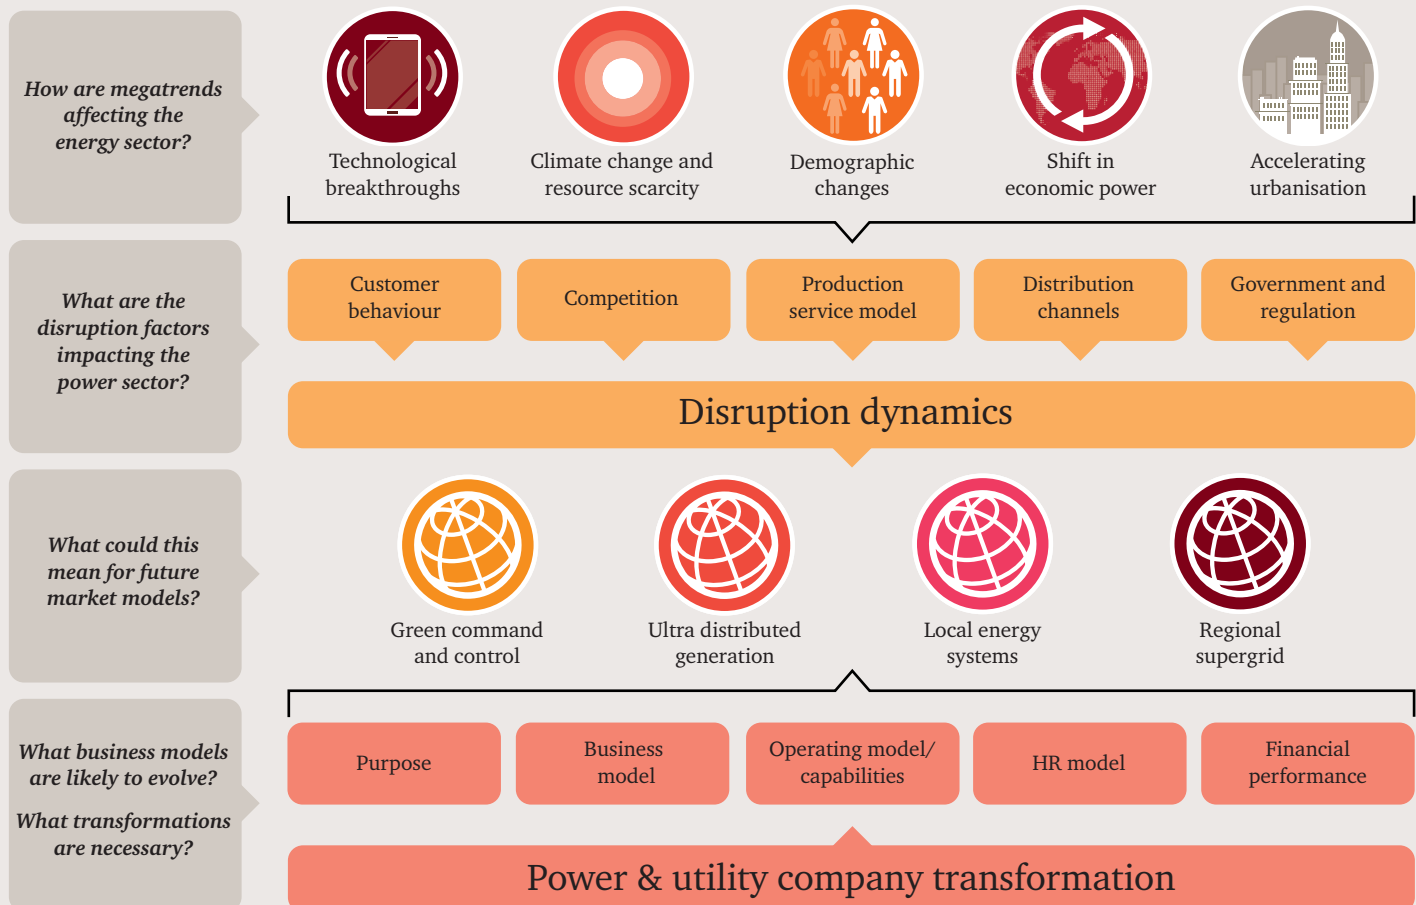 How are megatrends
affecting the
energy sector?
Technological
breakthroughs
Climate change and
resource scarcity
Demographic
changes
Shift in
economic power
Accelerating
urbanisation
What are the
disruption factors
impacting the
power sector?
Customer
behaviour
Competition
Production
service model
Distribution
channels
Government and
regulation
Disruption dynamics
What could this
mean for future
market models?
Green command
and control
Ultra distributed
generation
Local energy
systems
Regional
supergrid
What business models
are likely to evolve?
What transformations
are necessary?
Purpose
Business
model
Operating model/
capabilities
HR model
Financial
performance
Power & utility company transformation